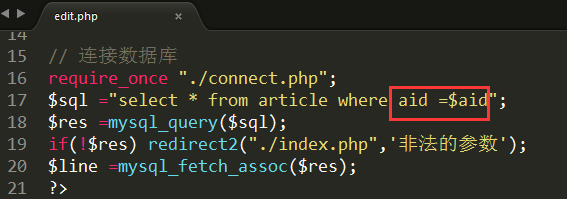 edit.php ×
14
15 // 连接数据库
16 require_once "./connect.php";
17 $sql ="select * from article where aid =$aid";
18 $res =mysql_query($sql);
19 if(!$res) redirect2("./index.php",'非法的参数');
20 $line =mysql_fetch_assoc($res);
21 ?>